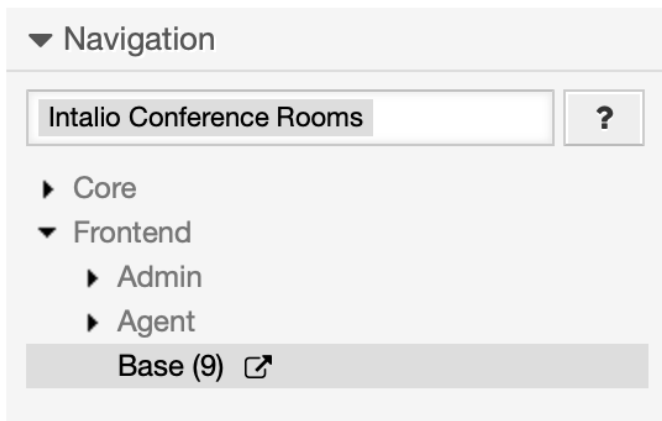 Navigation
Intalio Conference Rooms ?
Core
Frontend
Admin
Agent
Base (9)